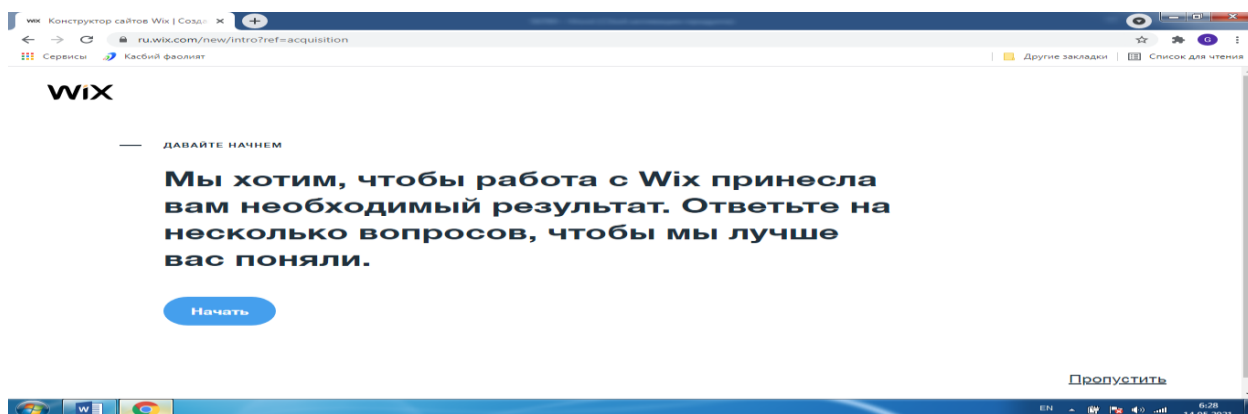 WiX Конструктор сайтов Wix | Созда
ru.wix.com/new/intro?ref=acquisition
G
Сервисы Касбий фаолият Другие закладки Список для чтения
WiX
ДАВАЙТЕ НАЧНЕМ
Мы хотим, чтобы работа с Wix принесла
вам необходимый результат. Ответьте на
несколько вопросов, чтобы мы лучше
вас поняли.
Начать
Пропустить
W EN 6:28